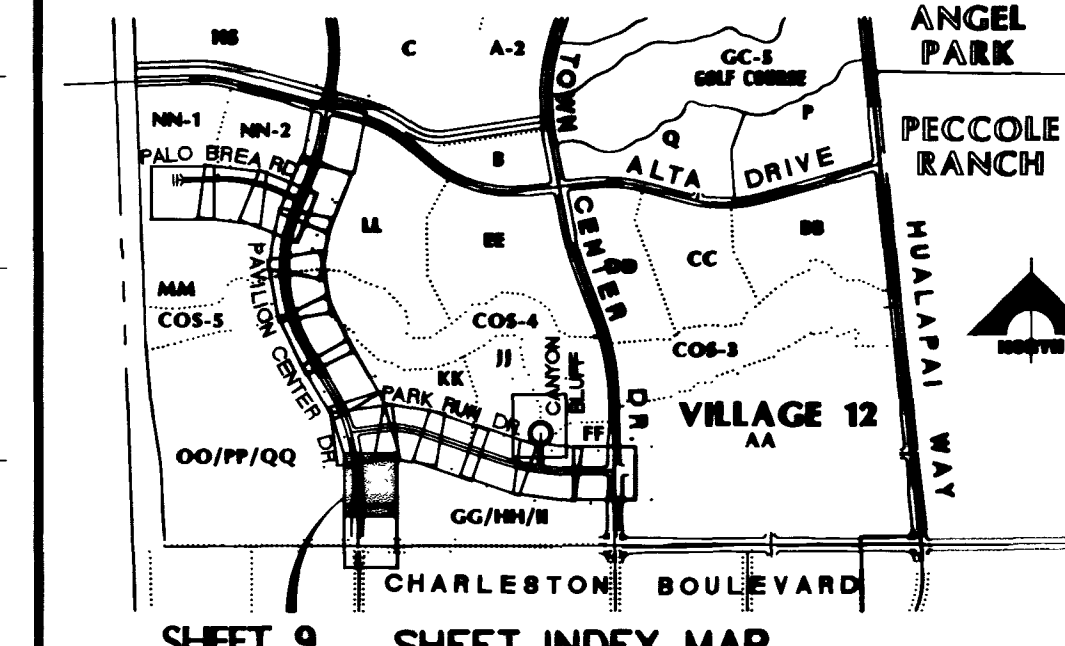 ANGEL
PARK
C
A-2
GC-5
GOLF COURSE
TOWN CENTER DR.
NN-1
NN-2
P
Q
PECCOLE
RANCH
B
PALO BREA RD
ALTA DRIVE
LL
EE
DD
CC
BB
HUALAPAI WAY
PAVILION CENTER DR
MM
COS-5
COS-4
COS-3
NORTH
JJ
KK
CANYON
BLUFF
PARK RUN DR
FF
VILLAGE 12
AA
OO/PP/QQ
GG/HH/II
CHARLESTON BOULEVARD
SHEET 9 SHEET INDEX MAP